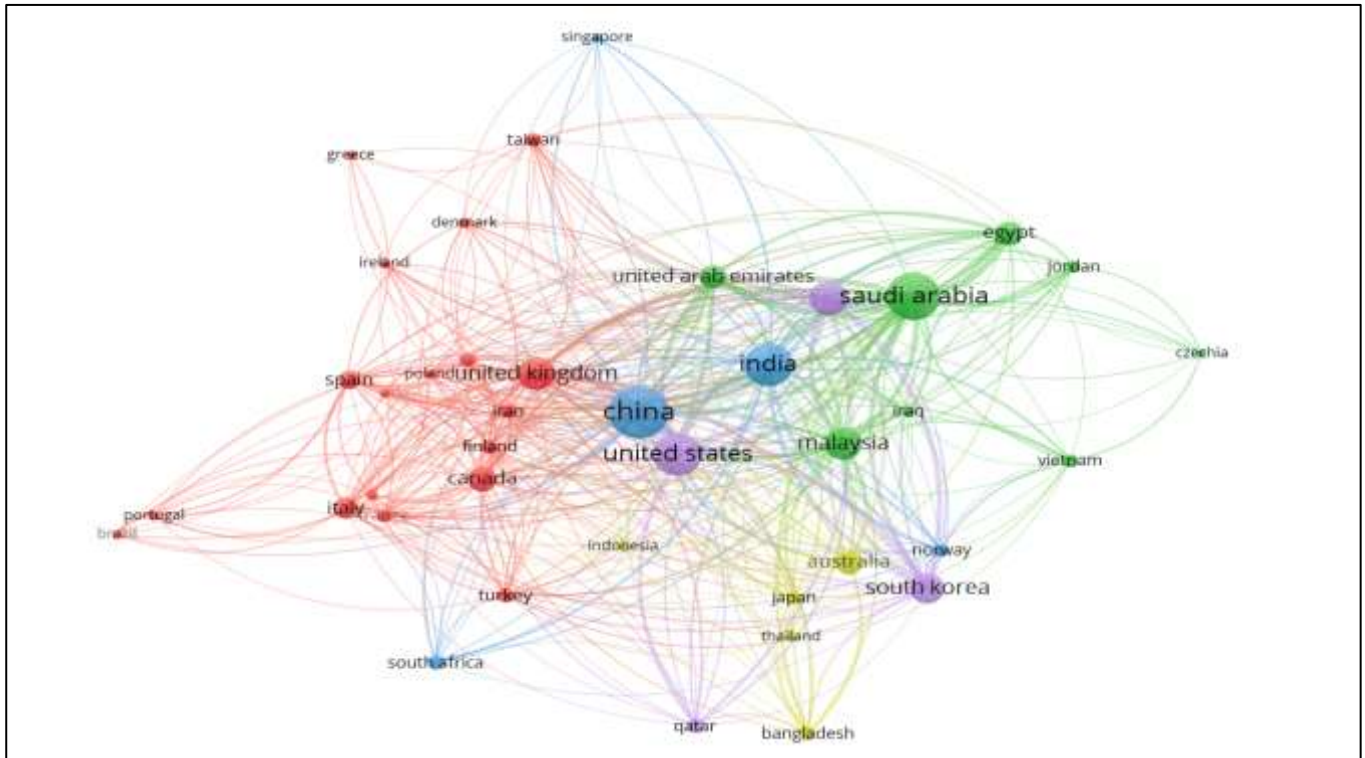 singapore
taiwan
greece
denmark
egypt
ireland
jordan
united arab emirates
saudi arabia
czechia
india
poland
united kingdom
spain
china
iran
iraq
malaysia
finland
united states
vietnam
canada
italy
portugal
brazil
indonesia
norway
australia
south korea
turkey
japan
thailand
south africa
qatar
bangladesh